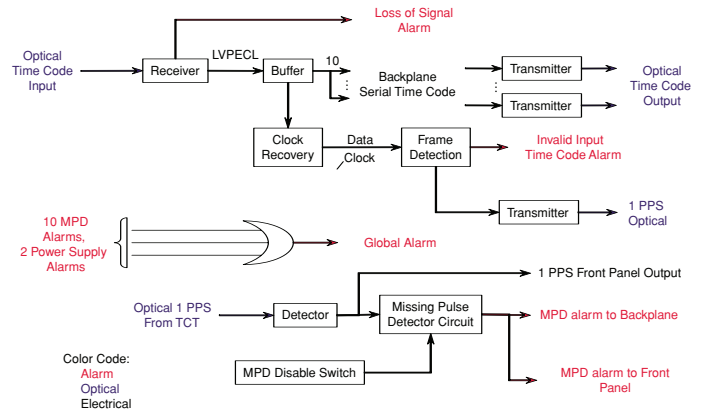 Loss of Signal
Alarm
Optical
Time Code
Input
Receiver
LVPECL
Buffer
10
Backplane
Serial Time Code
Transmitter
Transmitter
Optical
Time Code
Output
Clock
Recovery
Data
Clock
Frame
Detection
Invalid Input
Time Code Alarm
Transmitter
1 PPS
Optical
10 MPD
Alarms,
2 Power Supply
Alarms
Global Alarm
1 PPS Front Panel Output
Optical 1 PPS
From TCT
Detector
Missing Pulse
Detector Circuit
MPD alarm to Backplane
MPD Disable Switch
MPD alarm to Front
Panel
Color Code:
Alarm
Optical
Electrical